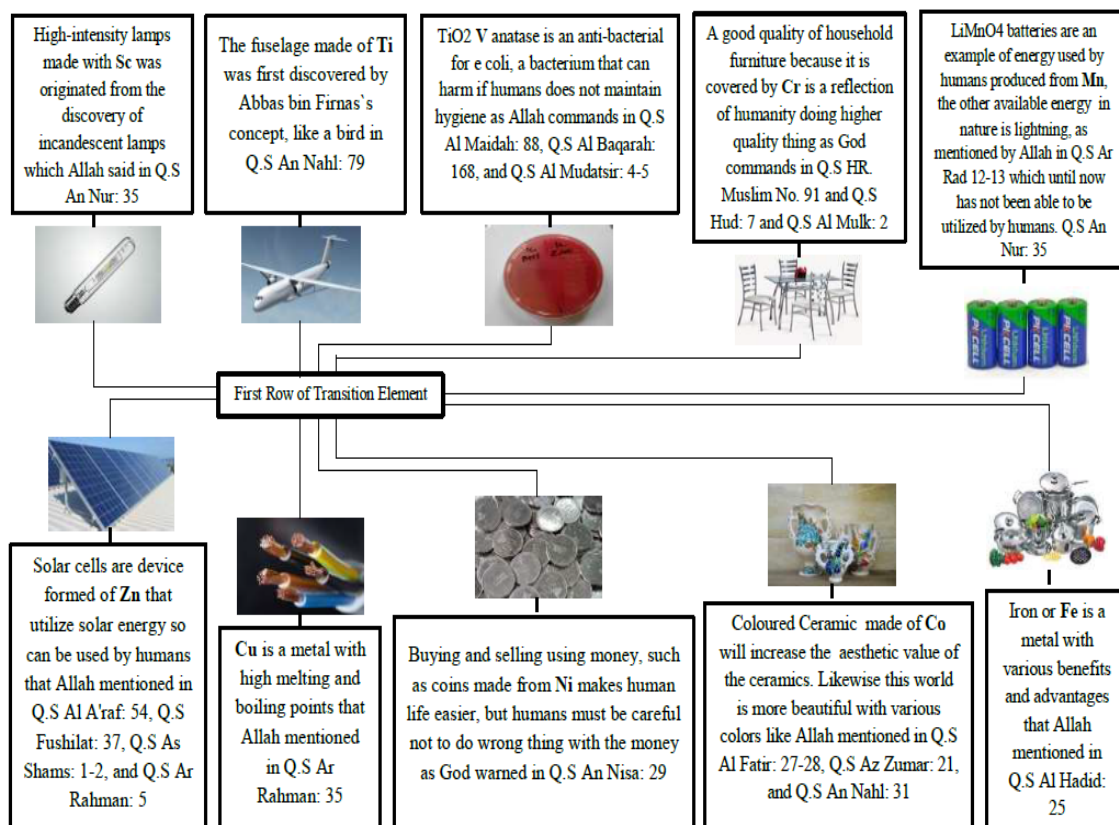 High-intensity lamps
made with Sc was
originated from the
discovery of
incandescent lamps
which Allah said in Q.S
An Nur: 35
The fuselage made of Ti
was first discovered by
Abbas bin Firnas`s
concept, like a bird in
Q.S An Nahl: 79
TiO2 V anatase is an anti-bacterial
for e coli, a bacterium that can
harm if humans does not maintain
hygiene as Allah commands in Q.S
Al Maidah: 88, Q.S Al Baqarah:
168, and Q.S Al Mudatsir: 4-5
A good quality of household
furniture because it is
covered by Cr is a reflection
of humanity doing higher
quality thing as God
commands in Q.S HR.
Muslim No. 91 and Q.S
Hud: 7 and Q.S Al Mulk: 2
LiMnO4 batteries are an
example of energy used by
humans produced from Mn,
the other available energy in
nature is lightning, as
mentioned by Allah in Q.S Ar
Rad 12-13 which until now
has not been able to be
utilized by humans. Q.S An
Nur: 35
PKCELL
PKCELL
First Row of Transition Element
Solar cells are device
formed of Zn that
utilize solar energy so
can be used by humans
that Allah mentioned in
Q.S Al A'raf: 54, Q.S
Fushilat: 37, Q.S As
Shams: 1-2, and Q.S Ar
Rahman: 5
Cu is a metal with
high melting and
boiling points that
Allah mentioned
in Q.S Ar
Rahman: 35
Buying and selling using money, such
as coins made from Ni makes human
life easier, but humans must be careful
not to do wrong thing with the money
as God warned in Q.S An Nisa: 29
Coloured Ceramic made of Co
will increase the aesthetic value of
the ceramics. Likewise this world
is more beautiful with various
colors like Allah mentioned in Q.S
Al Fatir: 27-28, Q.S Az Zumar: 21,
and Q.S An Nahl: 31
Iron or Fe is a
metal with
various benefits
and advantages
that Allah
mentioned in
Q.S Al Hadid:
25